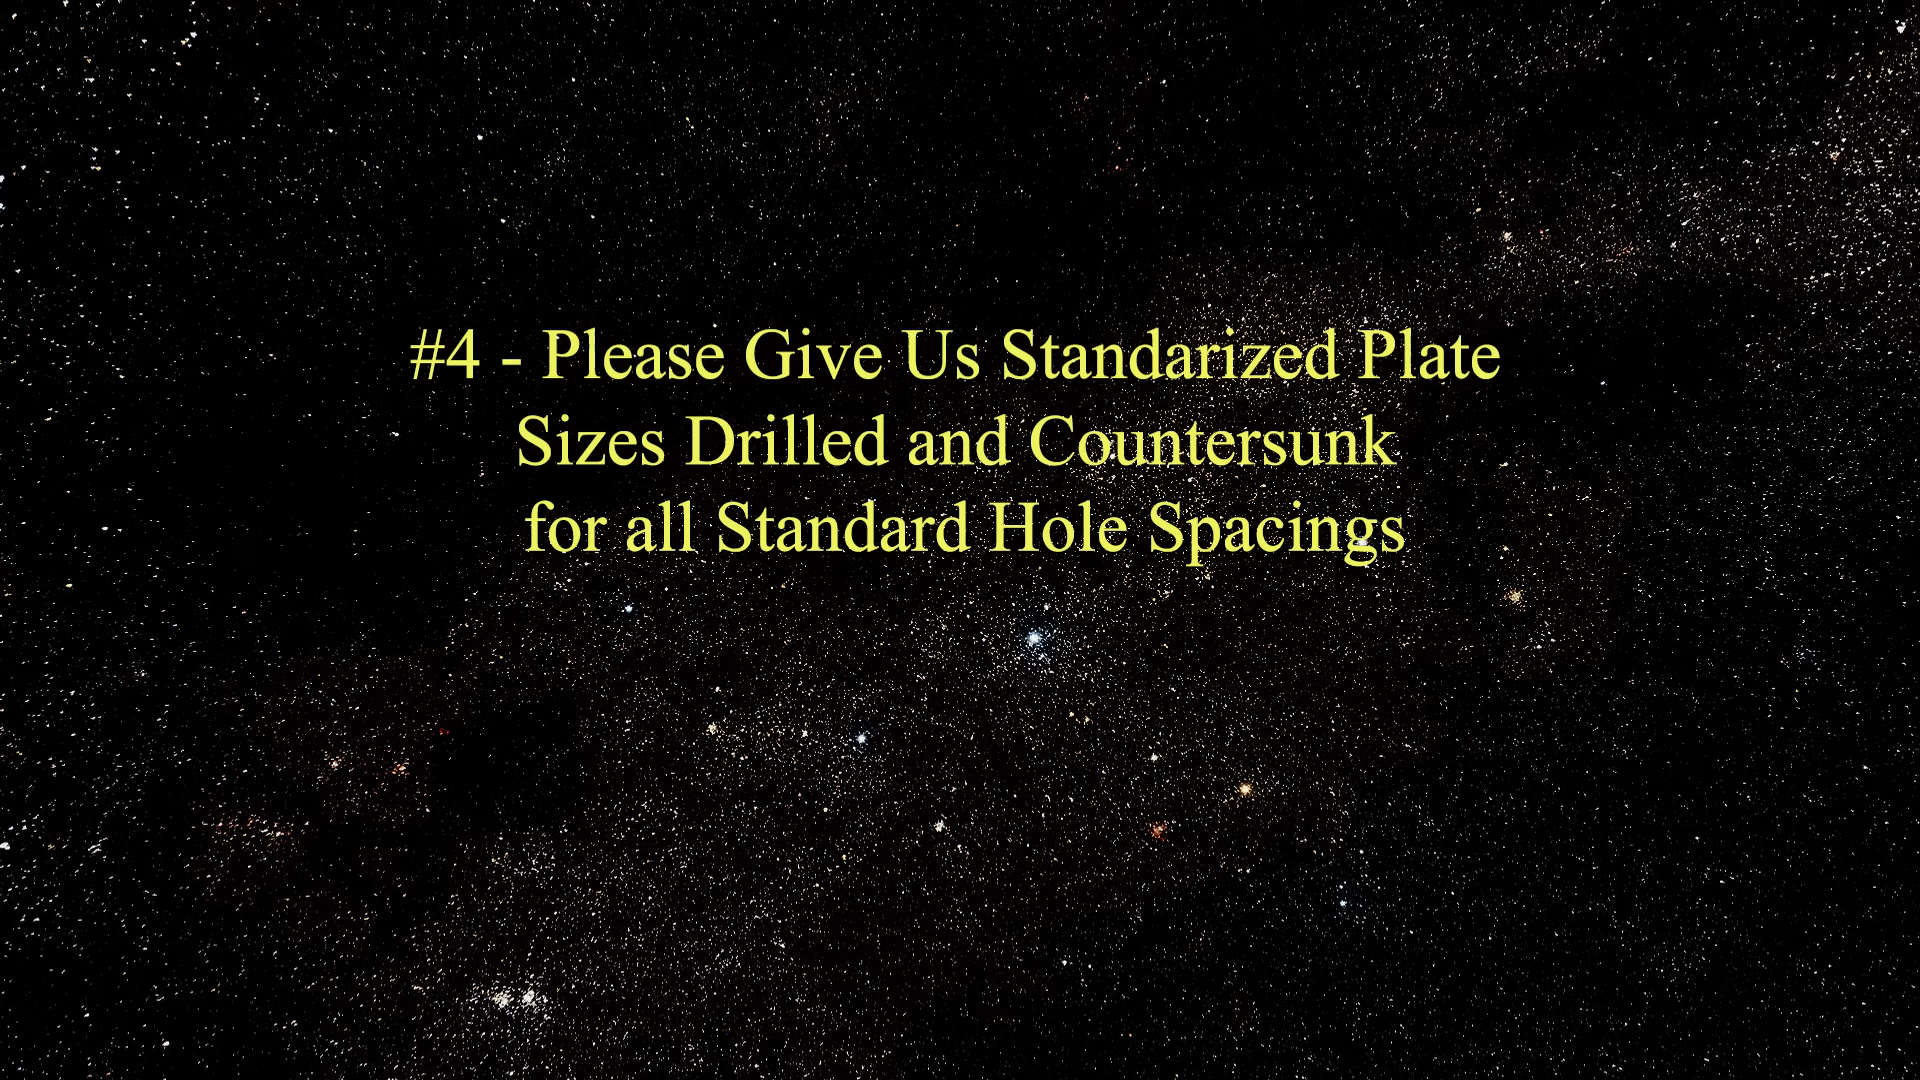 #4 - Please Give Us Standarized Plate
Sizes Drilled and Countersunk
for all Standard Hole Spacings